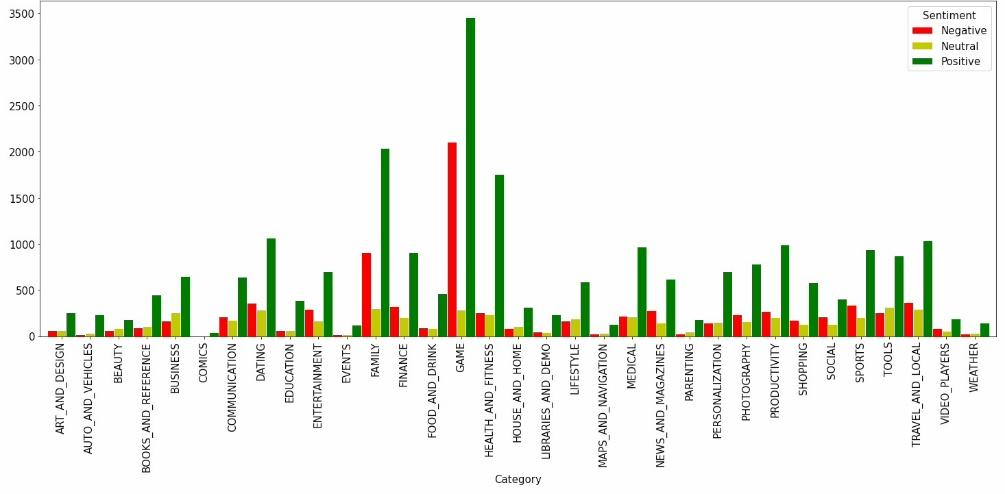 3500
3000
2500
2000
1500
1000
500
0
Sentiment
Negative
Neutral
Positive
ART_AND_DESIGN
AUTO_AND_VEHICLES
BEAUTY
BOOKS_AND_REFERENCE
BUSINESS
COMICS
COMMUNICATION
DATING
EDUCATION
ENTERTAINMENT
EVENTS
FAMILY
FINANCE
FOOD_AND_DRINK
GAME
HEALTH_AND_FITNESS
HOUSE_AND_HOME
LIBRARIES_AND_DEMO
LIFESTYLE
MAPS_AND_NAVIGATION
MEDICAL
NEWS_AND_MAGAZINES
PARENTING
PERSONALIZATION
PHOTOGRAPHY
PRODUCTIVITY
SHOPPING
SOCIAL
SPORTS
TOOLS
TRAVEL_AND_LOCAL
VIDEO_PLAYERS
WEATHER
Category